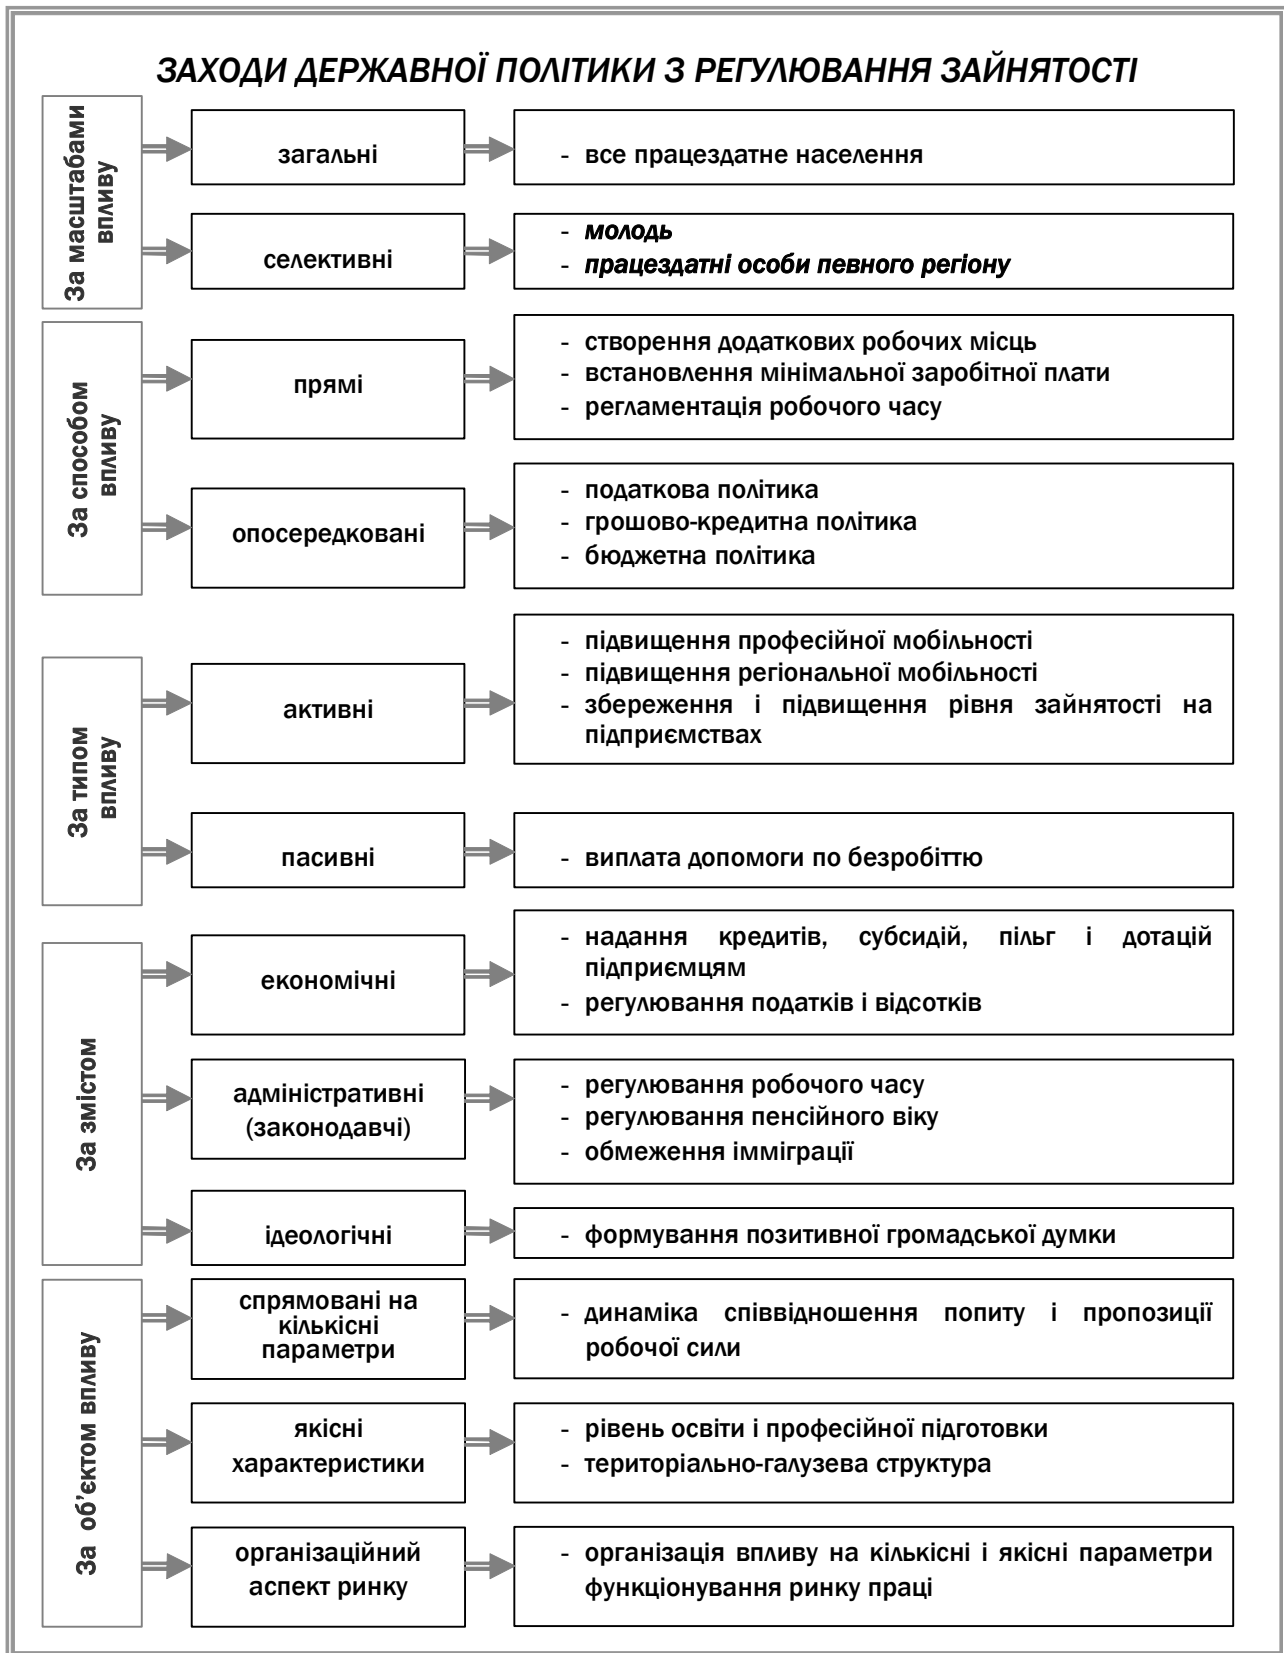 ЗАХОДИ ДЕРЖАВНОЇ ПОЛІТИКИ З РЕГУЛЮВАННЯ ЗАЙНЯТОСТІ
За масштабами
впливу
загальні
- все працездатне населення
селективні
- молодь
- працездатні особи певного регіону
За способом
впливу
прямі
- створення додаткових робочих місць
- встановлення мінімальної заробітної плати
- регламентація робочого часу
опосередковані
- податкова політика
- грошово-кредитна політика
- бюджетна політика
За типом
впливу
активні
- підвищення професійної мобільності
- підвищення регіональної мобільності
- збереження і підвищення рівня зайнятості на
підприємствах
пасивні
- виплата допомоги по безробіттю
За змістом
економічні
- надання кредитів, субсидій, пільг і дотацій
підприємцям
- регулювання податків і відсотків
адміністративні
(законодавчі)
- регулювання робочого часу
- регулювання пенсійного віку
- обмеження імміграції
ідеологічні
- формування позитивної громадської думки
За об'єктом впливу
спрямовані на
кількісні
параметри
- динаміка співвідношення попиту і пропозиції
робочої сили
якісні
характеристики
- рівень освіти і професійної підготовки
- територіально-галузева структура
організаційний
аспект ринку
- організація впливу на кількісні і якісні параметри
функціонування ринку праці